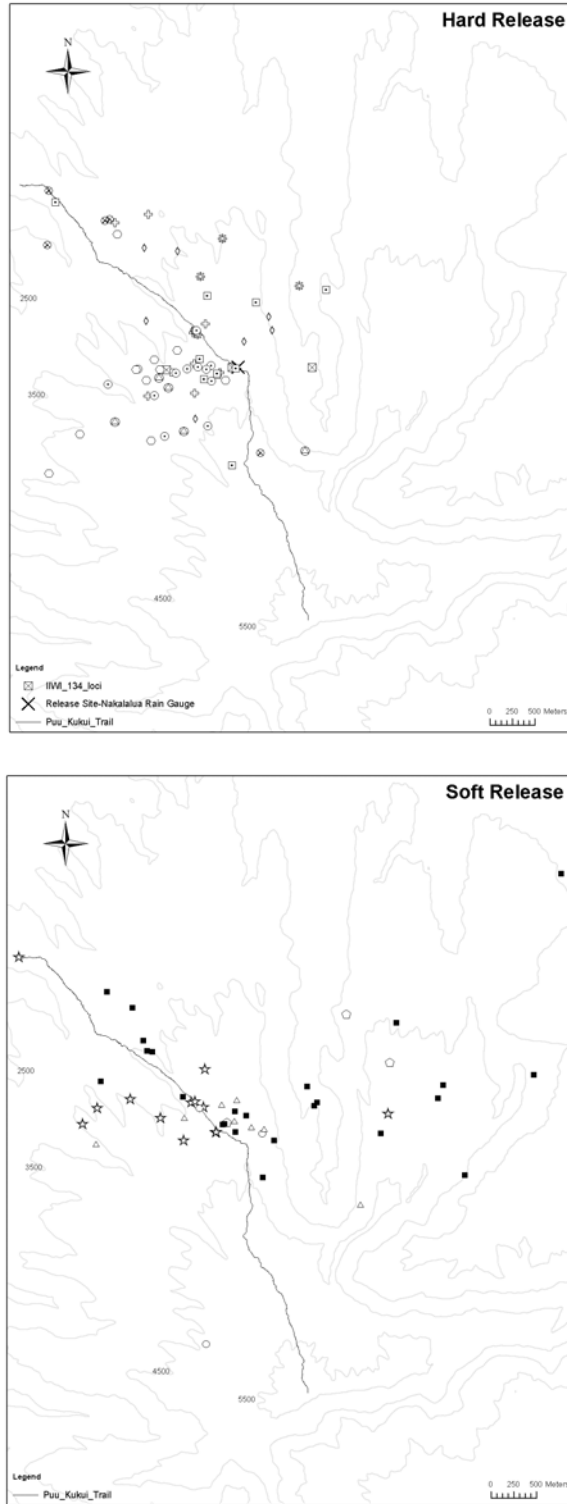 Hard Release
N
2500
3500
4500
5500
Legend
IIWI_134_loci
Release Site-Nakalalua Rain Gauge
Puu_Kukui_Trail
0 250 500 Meters
Soft Release
N
2500
3500
4500
5500
Legend
Puu_Kukui_Trail
0 250 500 Meters